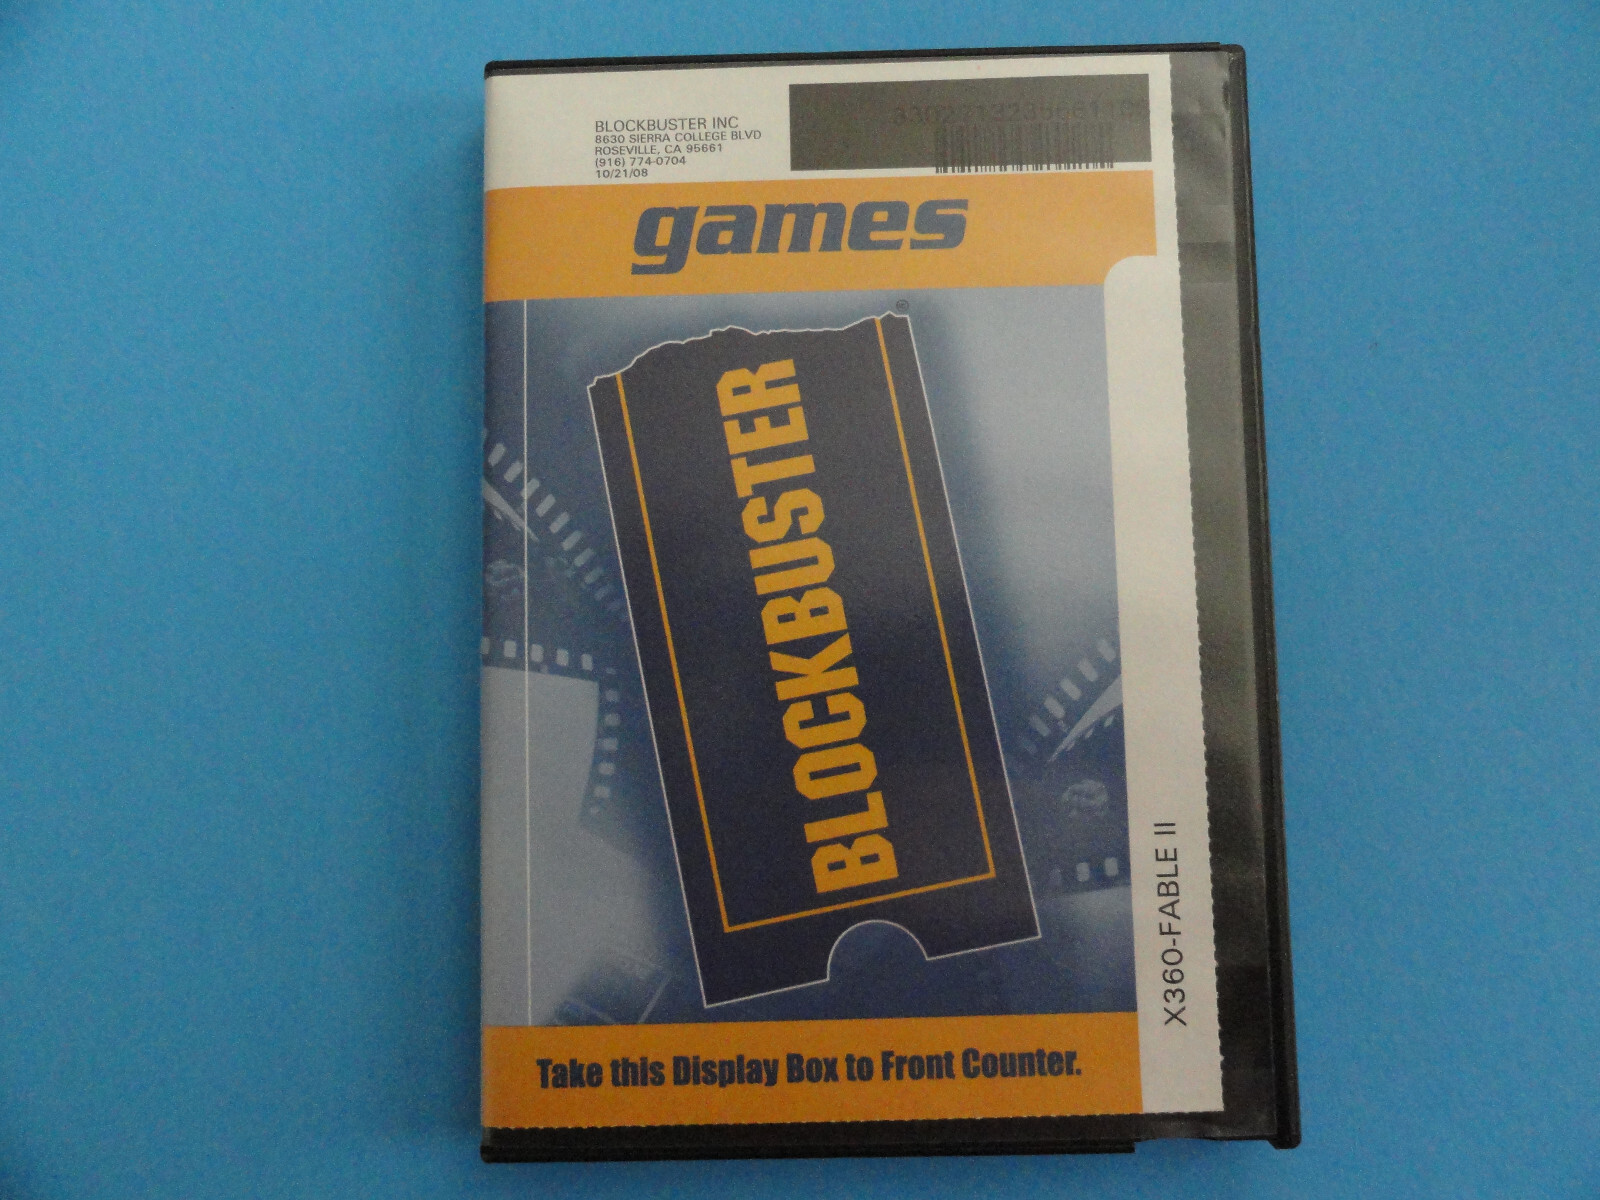 BLOCKBUSTER INC
8630 SIERRA COLLEGE BLVD
ROSEVILLE, CA 95661
(916) 774-0704
10/21/08
games
BLOCKBUSTER
®
X360-FABLE II
Take this Display Box to Front Counter.